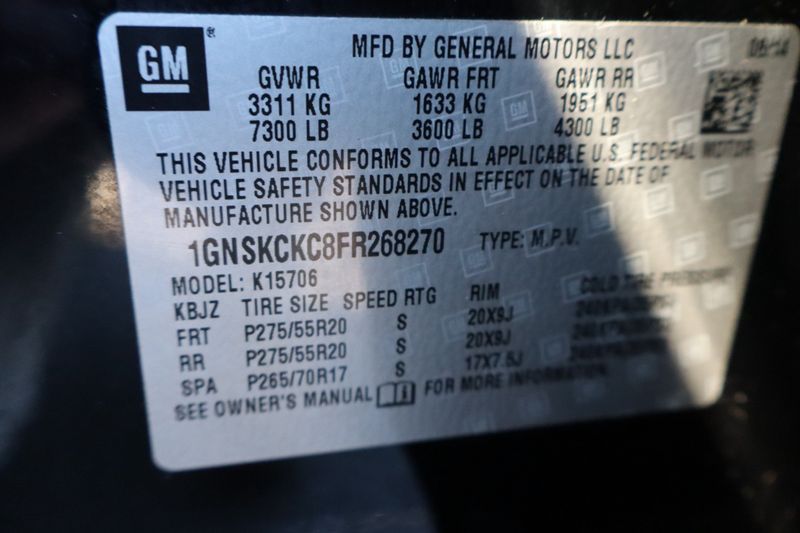 GM
MFD BY GENERAL MOTORS LLC
GVWR GAWR FRT GAWR RR
3311 KG 1633 KG 1951 KG
7300 LB 3600 LB 4300 LB
THIS VEHICLE CONFORMS TO ALL APPLICABLE U.S. FEDERAL MOTOR
VEHICLE SAFETY STANDARDS IN EFFECT ON THE DATE OF
MANUFACTURE SHOWN ABOVE.
1GNSKCKC8FR268270 TYPE: M.P.V.
MODEL: K15706
KBJZ TIRE SIZE SPEED RTG RIM COLD TIRE PRESSURE
FRT P275/55R20 S 20X9J
RR P275/55R20 S 20X9J
SPA P265/70R17 S 17X7.5J
SEE OWNER'S MANUAL FOR MORE INFORMATION